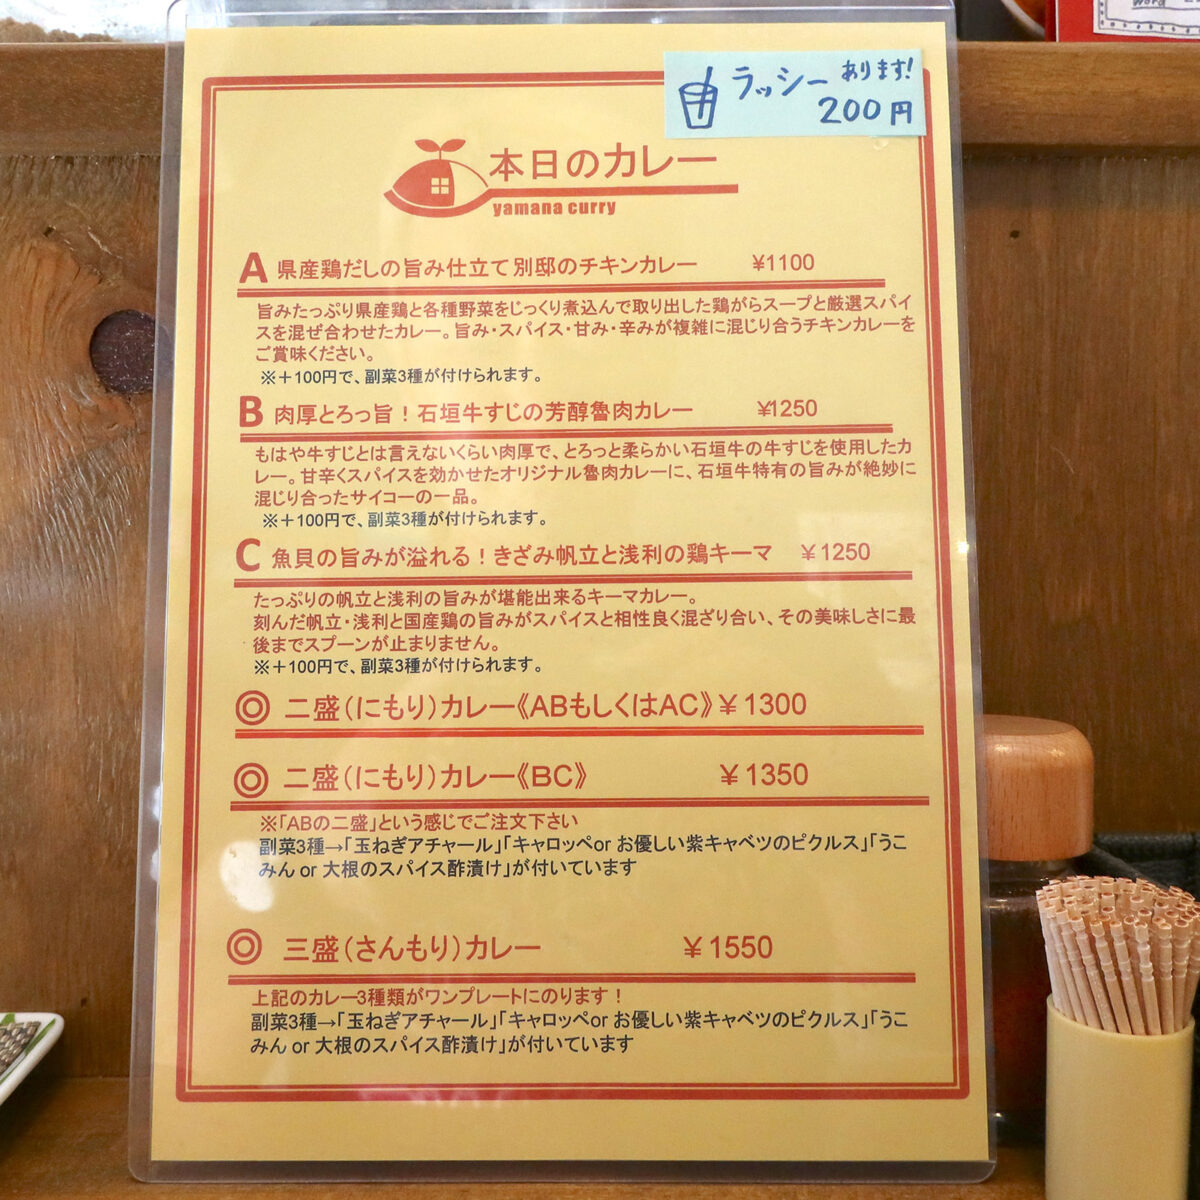 ラッシー あります!
200円
本日のカレー
yamana curry
A 県産鶏だしの旨み仕立て 別邸のチキンカレー ¥1100
旨みたっぷり県産鶏と各種野菜をじっくり煮込んで取り出した鶏がらスープと厳選スパイ
スを混ぜ合わせたカレー。旨み・スパイス・甘み・辛みが複雑に混じり合うチキンカレーを
ご賞味ください。
※＋100円で、副菜3種が付けられます。
B 肉厚とろっ旨！石垣牛すじの芳醇魯肉カレー ¥1250
もはや牛すじとは言えないくらい肉厚で、とろっと柔らかい石垣牛の牛すじを使用したカ
レー。甘辛くスパイスを効かせたオリジナル魯肉カレーに、石垣牛特有の旨みが絶妙に
混じり合ったサイコーの一品。
※＋100円で、副菜3種が付けられます。
C 魚貝の旨みが溢れる！きざみ帆立と浅利の鶏キーマ ￥1250
たっぷりの帆立と浅利の旨みが堪能出来るキーマカレー。
刻んだ帆立・浅利と国産鶏の旨みがスパイスと相性良く混ざり合い、その美味しさに最
後までスプーンが止まりません。
※＋100円で、副菜3種が付けられます。
◎ 二盛（にもり）カレー《ABもしくはAC》￥1300
◎ 二盛（にもり）カレー《BC》 ￥1350
※「ABの二盛」という感じでご注文下さい
副菜3種→「玉ねぎアチャール」「キャロッペor お優しい紫キャベツのピクルス」「うこ
みん or 大根のスパイス酢漬け」が付いています
◎ 三盛（さんもり）カレー ￥1550
上記のカレー3種類がワンプレートにのります！
副菜3種→「玉ねぎアチャール」「キャロッペor お優しい紫キャベツのピクルス」「うこ
みん or 大根のスパイス酢漬け」が付いています